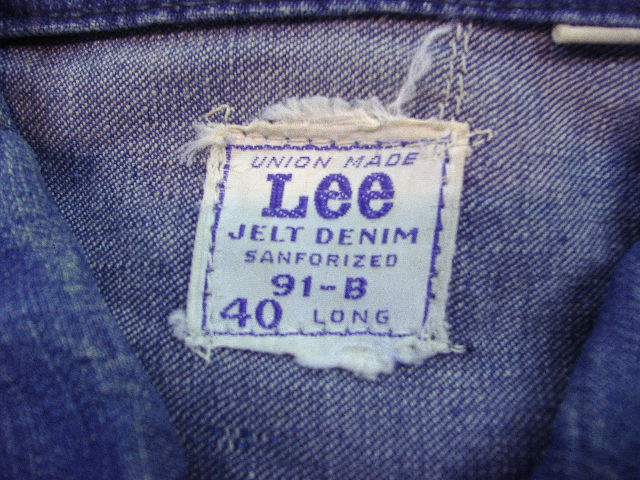 UNION MADE
Lee
JELT DENIM
SANFORIZED
91-B
40 LONG